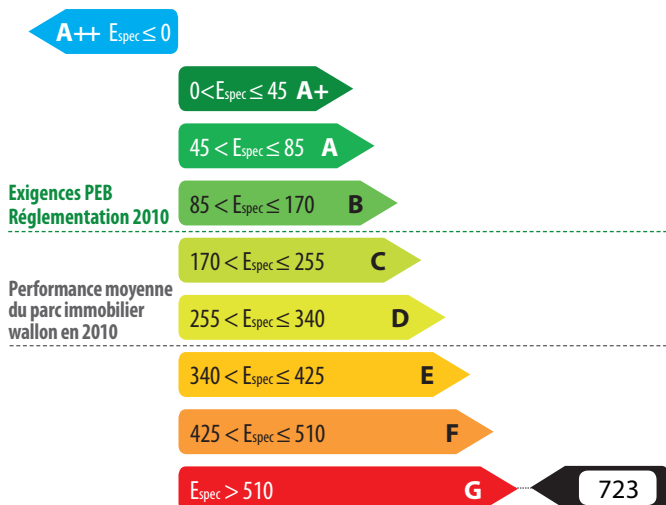 A++ Espec ≤ 0
0 < Espec ≤ 45 A+
45 < Espec ≤ 85 A
Exigences PEB
Réglementation 2010
85 < Espec ≤ 170 B
170 < Espec ≤ 255 C
Performance moyenne
du parc immobilier
wallon en 2010
255 < Espec ≤ 340 D
340 < Espec ≤ 425 E
425 < Espec ≤ 510 F
Espec > 510 G
723